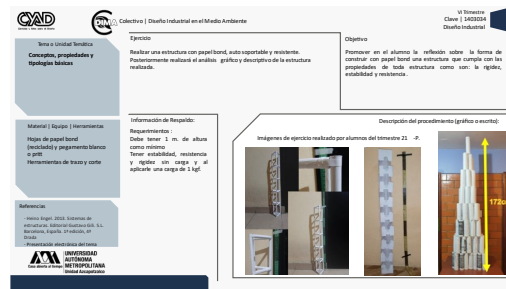 CYAD
DIMA
Colectivo | Diseño Industrial en el Medio Ambiente
VI Trimestre
Clave | 1403034
Diseño Industrial
Tema o Unidad Temática
Conceptos, propiedades y
tipologías básicas
Ejercicio
Realizar una estructura con papel bond, auto soportable y resistente.
Posteriormente realizará el análisis gráfico y descriptivo de la estructura
realizada.
Objetivo
Promover en el alumno la reflexión sobre la forma de
construir con papel bond una estructura que cumpla con las
propiedades de toda estructura como son: la rigidez,
estabilidad y resistencia.
Material | Equipo | Herramientas
Hojas de papel bond
(reciclado) y pegamento blanco
o pritt
Herramientas de trazo y corte
Información de Respaldo:
Requerimientos :
Debe tener 1 m. de altura
como mínimo
Tener estabilidad, resistencia
y rigidez sin carga y al
aplicarle una carga de 1 kgf.
Descripción del procedimiento (gráfico o escrito):
Imágenes de ejercicio realizado por alumnos del trimestre 21 -P.
Referencias
- Heino Engel. 2013. Sistemas de
estructuras. Editorial Gustavo Gili. S.L.
Barcelona, España. 1ª edición, 4ª
tirada
- Presentación electrónica del tema
UNIVERSIDAD
AUTÓNOMA
METROPOLITANA
Casa abierta al tiempo
Unidad Azcapotzalco